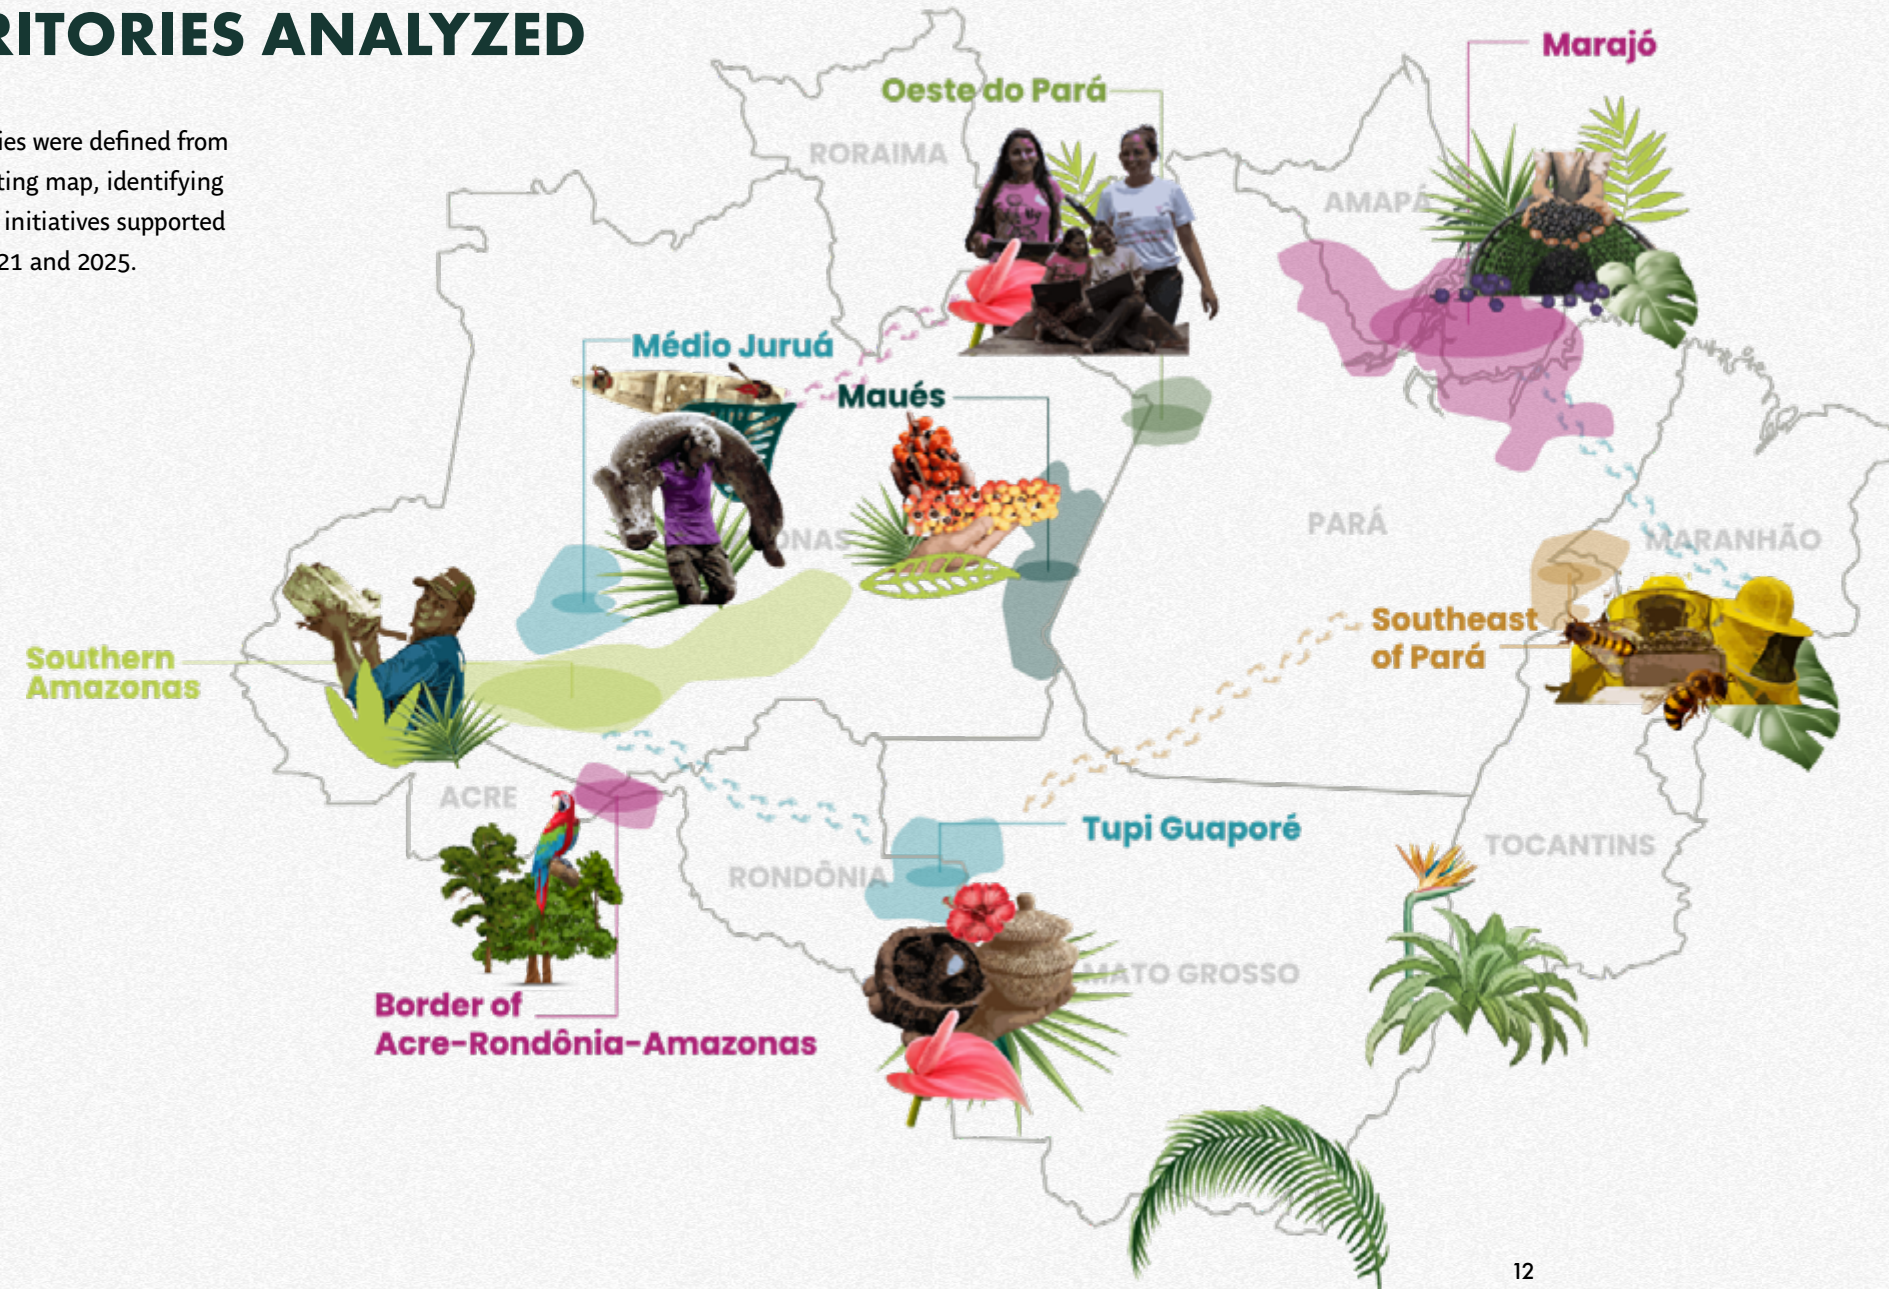 RITORIES ANALYZED
ies were defined from
ting map, identifying
initiatives supported
21 and 2025.
Marajó
Oeste do Pará
RORAIMA
AMAPÁ
Médio Juruá
Maués
ONAS
PARÁ
MARANHÃO
Southeast
of Pará
Southern
Amazonas
ACRE
Tupi Guaporé
TOCANTINS
RONDÔNIA
MATO GROSSO
Border of
Acre-Rondônia-Amazonas
12